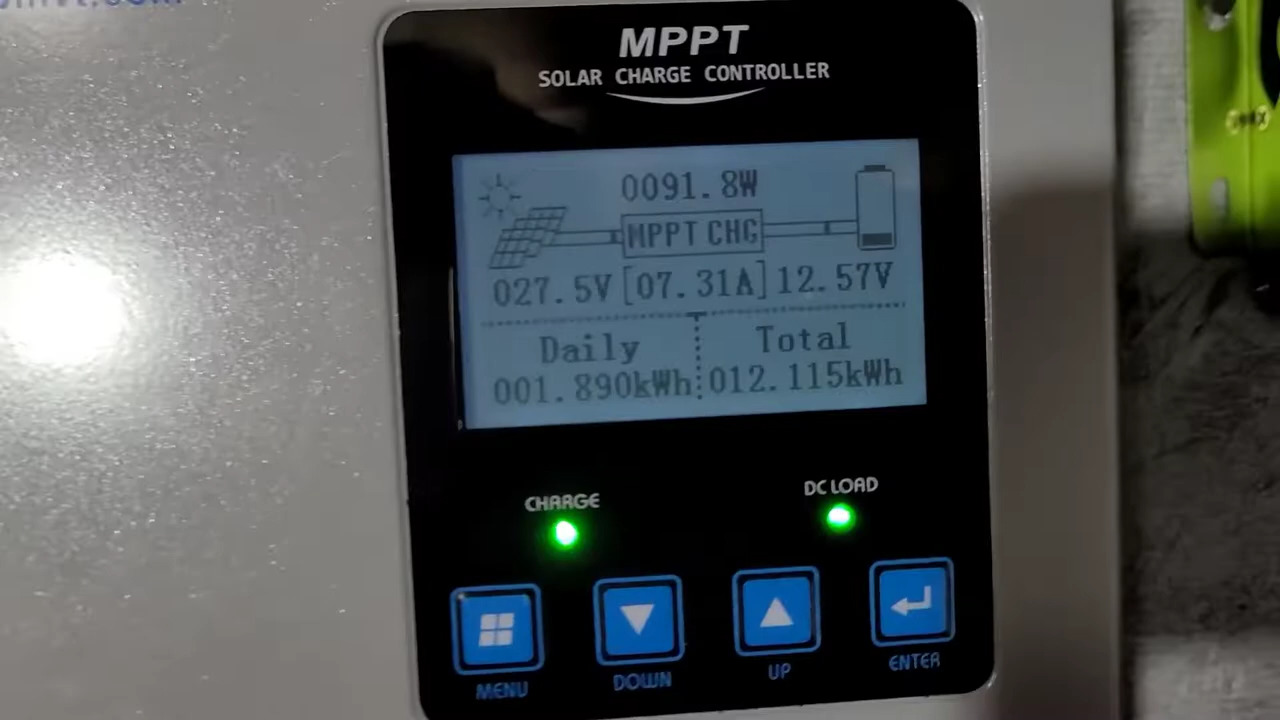 MPPT
SOLAR CHARGE CONTROLLER
0091.8W
MPPT CHG
027.5V [07.31A] 12.57V
Daily
Total
001.890kWh
012.115kWh
CHARGE
DC LOAD
MENU
DOWN
UP
ENTER